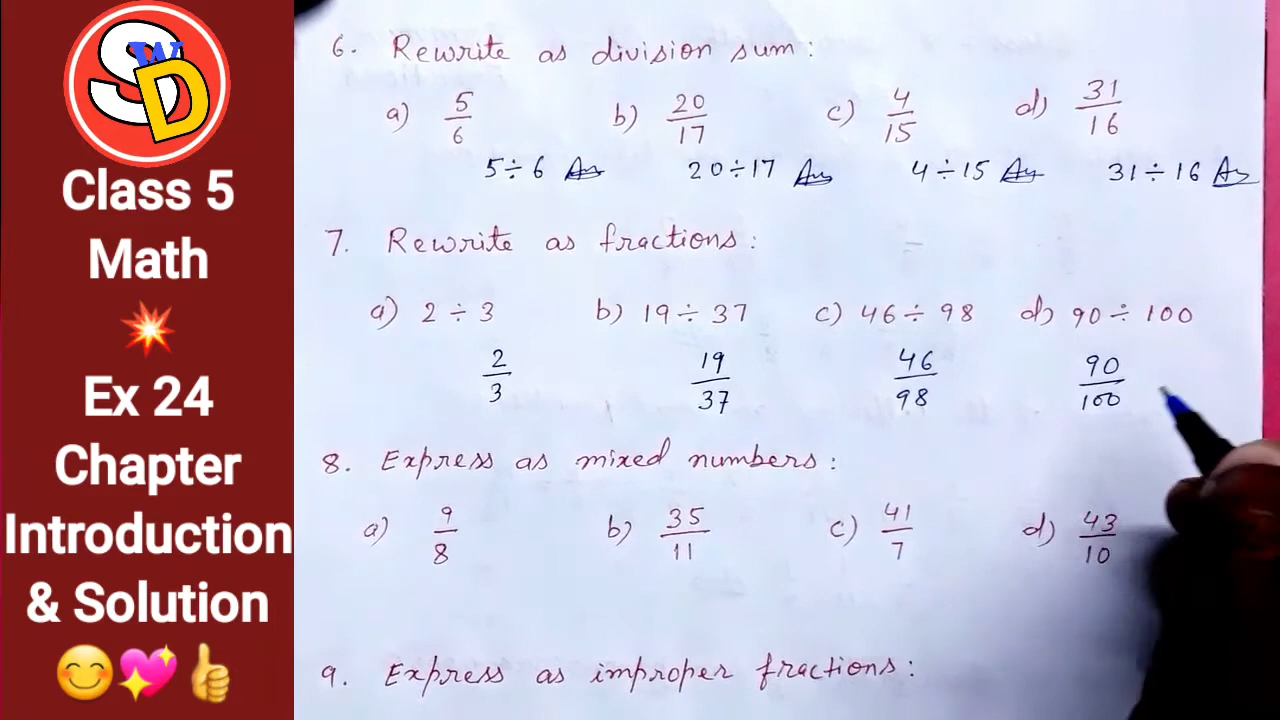 SWD
Class 5
Math
💥
Ex 24
Chapter
Introduction
& Solution
😊💖👍
6. Rewrite as division sum:
a) 5/6 b) 20/17 c) 4/15 d) 31/16
5÷6 Ans 20÷17 Ans 4÷15 Ans 31÷16 Ans
7. Rewrite as fractions:
a) 2÷3 b) 19÷37 c) 46÷98 d) 90÷100
2/3 19/37 46/98 90/100
8. Express as mixed numbers:
a) 9/8 b) 35/11 c) 41/7 d) 43/10
9. Express as improper fractions: